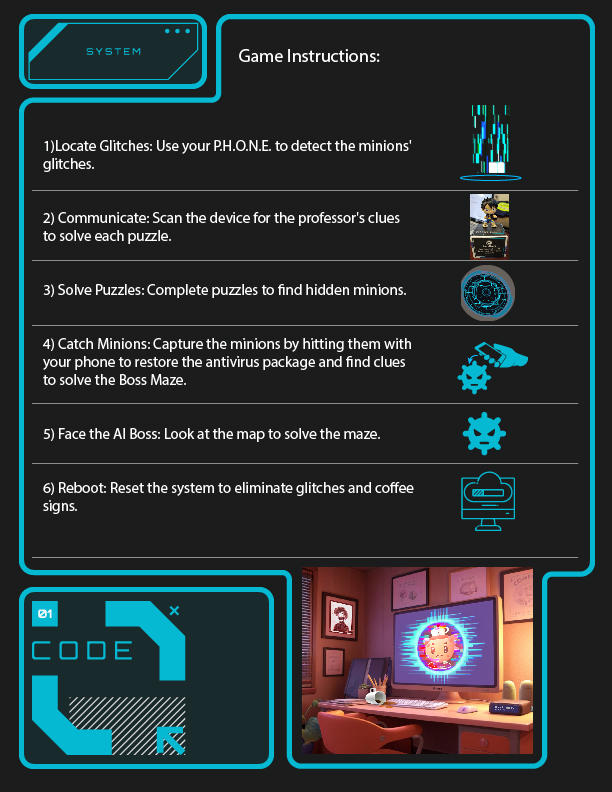 SYSTEM
Game Instructions:
1)Locate Glitches: Use your P.H.O.N.E. to detect the minions'
glitches.
2) Communicate: Scan the device for the professor's clues
to solve each puzzle.
3) Solve Puzzles: Complete puzzles to find hidden minions.
4) Catch Minions: Capture the minions by hitting them with
your phone to restore the antivirus package and find clues
to solve the Boss Maze.
5) Face the AI Boss: Look at the map to solve the maze.
6) Reboot: Reset the system to eliminate glitches and coffee
signs.
01
CODE